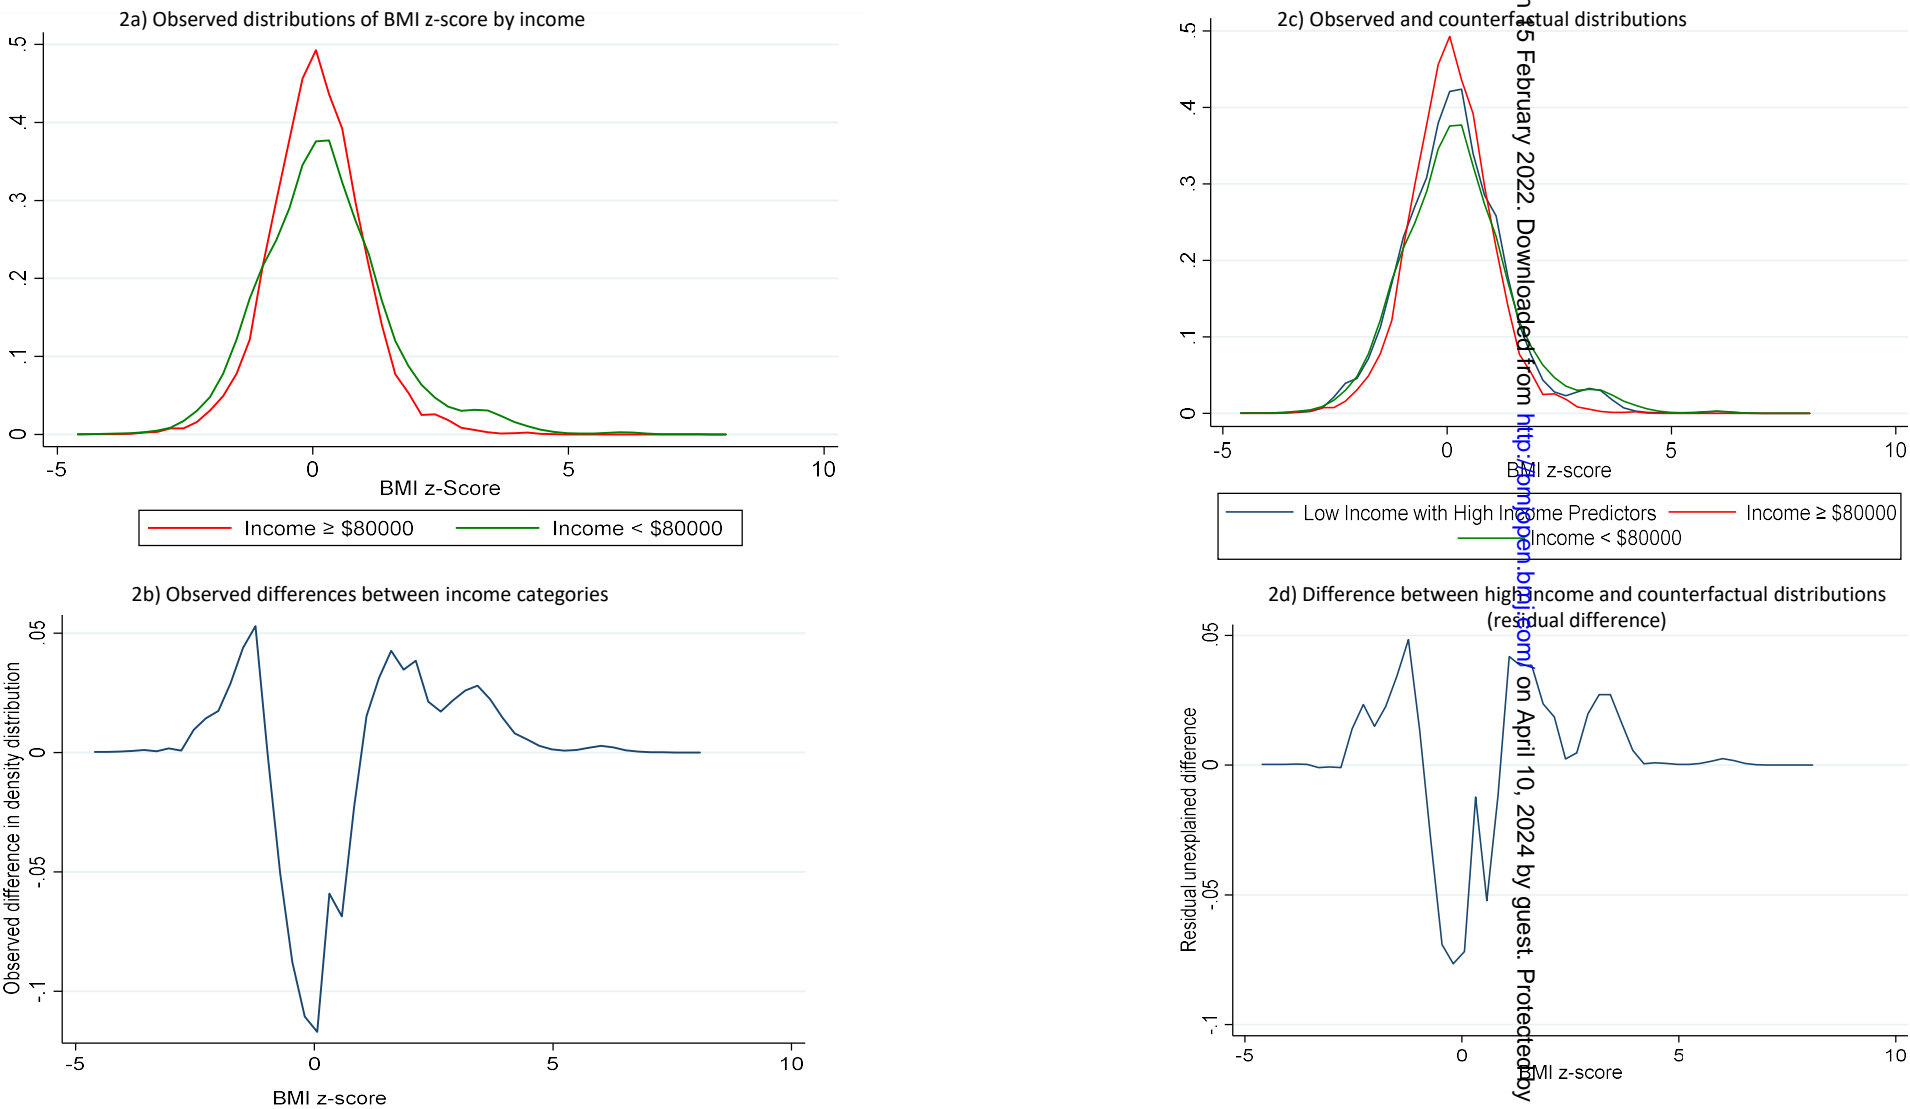 2a) Observed distributions of BMI z-score by income
.5
.4
.3
.2
.1
0
-5 0 5 10
BMI z-Score
Income ≥ $80000 Income < $80000
2b) Observed differences between income categories
Observed difference in density distribution
.05
0
-.05
-.1
-5 0 5 10
BMI z-score
2c) Observed and counterfactual distributions
.5
.4
.3
.2
.1
0
-5 0 5 10
BMI z-score
Low Income with High Income Predictors Income ≥ $80000
Income < $80000
2d) Difference between high income and counterfactual distributions
(residual difference)
Residual unexplained difference
.05
0
-.05
-.1
-5 0 5 10
BMI z-score
15 February 2022. Downloaded from http://bmjopen.bmj.com/ on April 10, 2024 by guest. Protected by